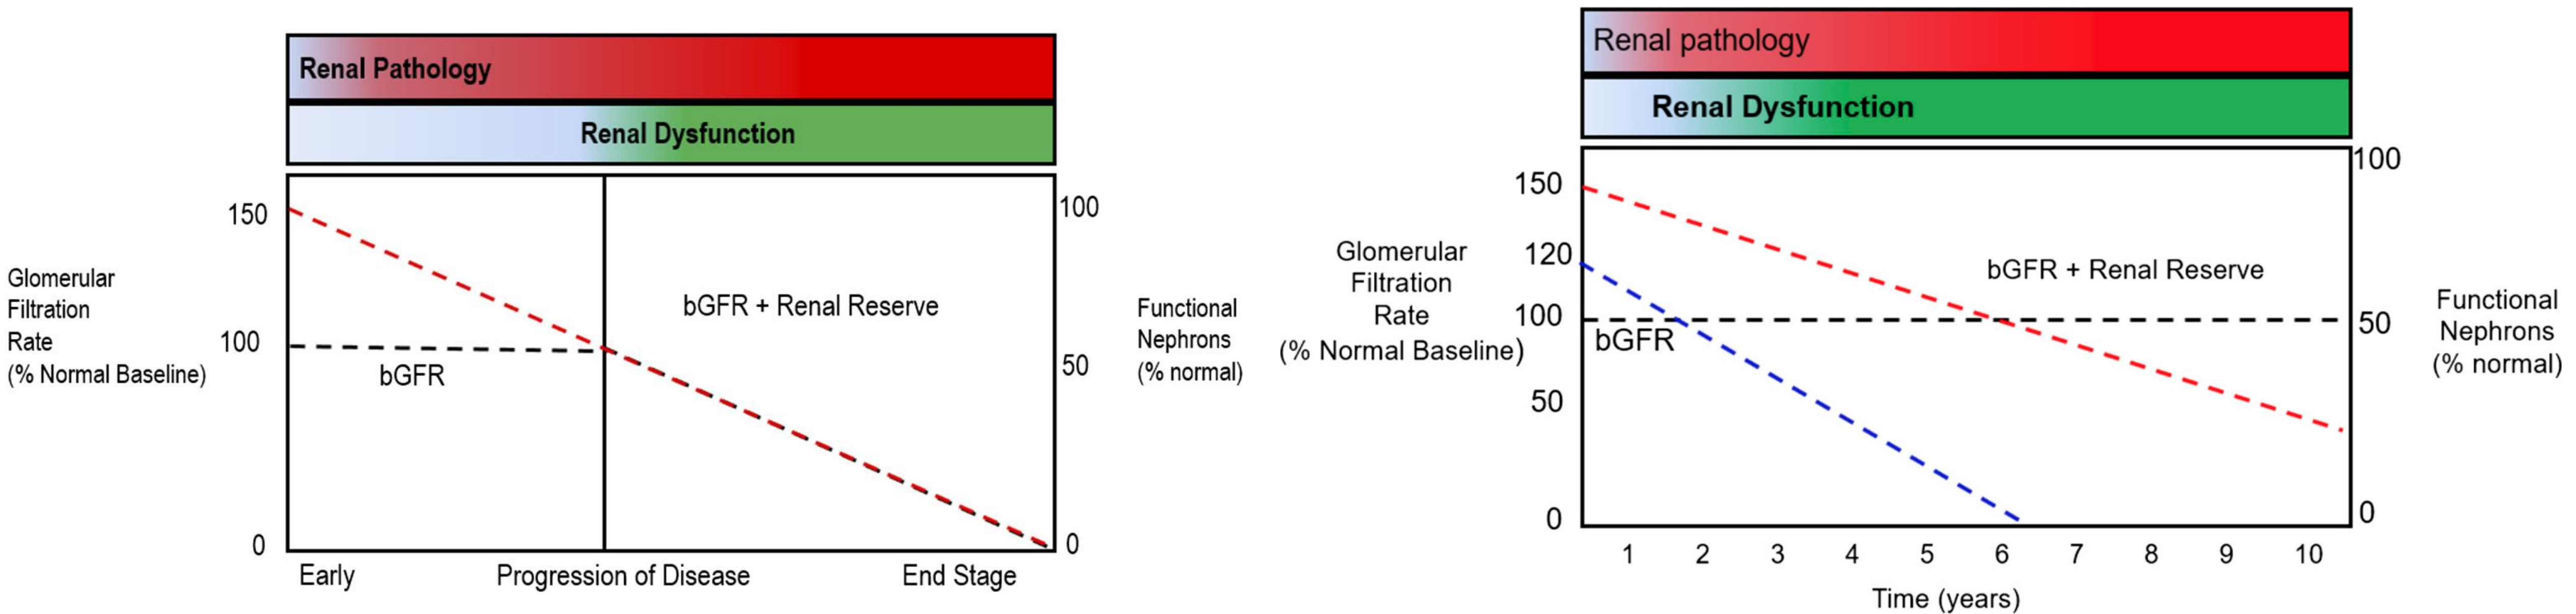 Renal Pathology
Renal Dysfunction
150
100
0
Glomerular
Filtration
Rate
(% Normal Baseline)
bGFR
bGFR + Renal Reserve
100
50
0
Functional
Nephrons
(% normal)
Early
Progression of Disease
End Stage
Renal pathology
Renal Dysfunction
150
120
100
50
0
Glomerular
Filtration
Rate
(% Normal Baseline)
bGFR + Renal Reserve
bGFR
100
50
0
Functional
Nephrons
(% normal)
1 2 3 4 5 6 7 8 9 10
Time (years)